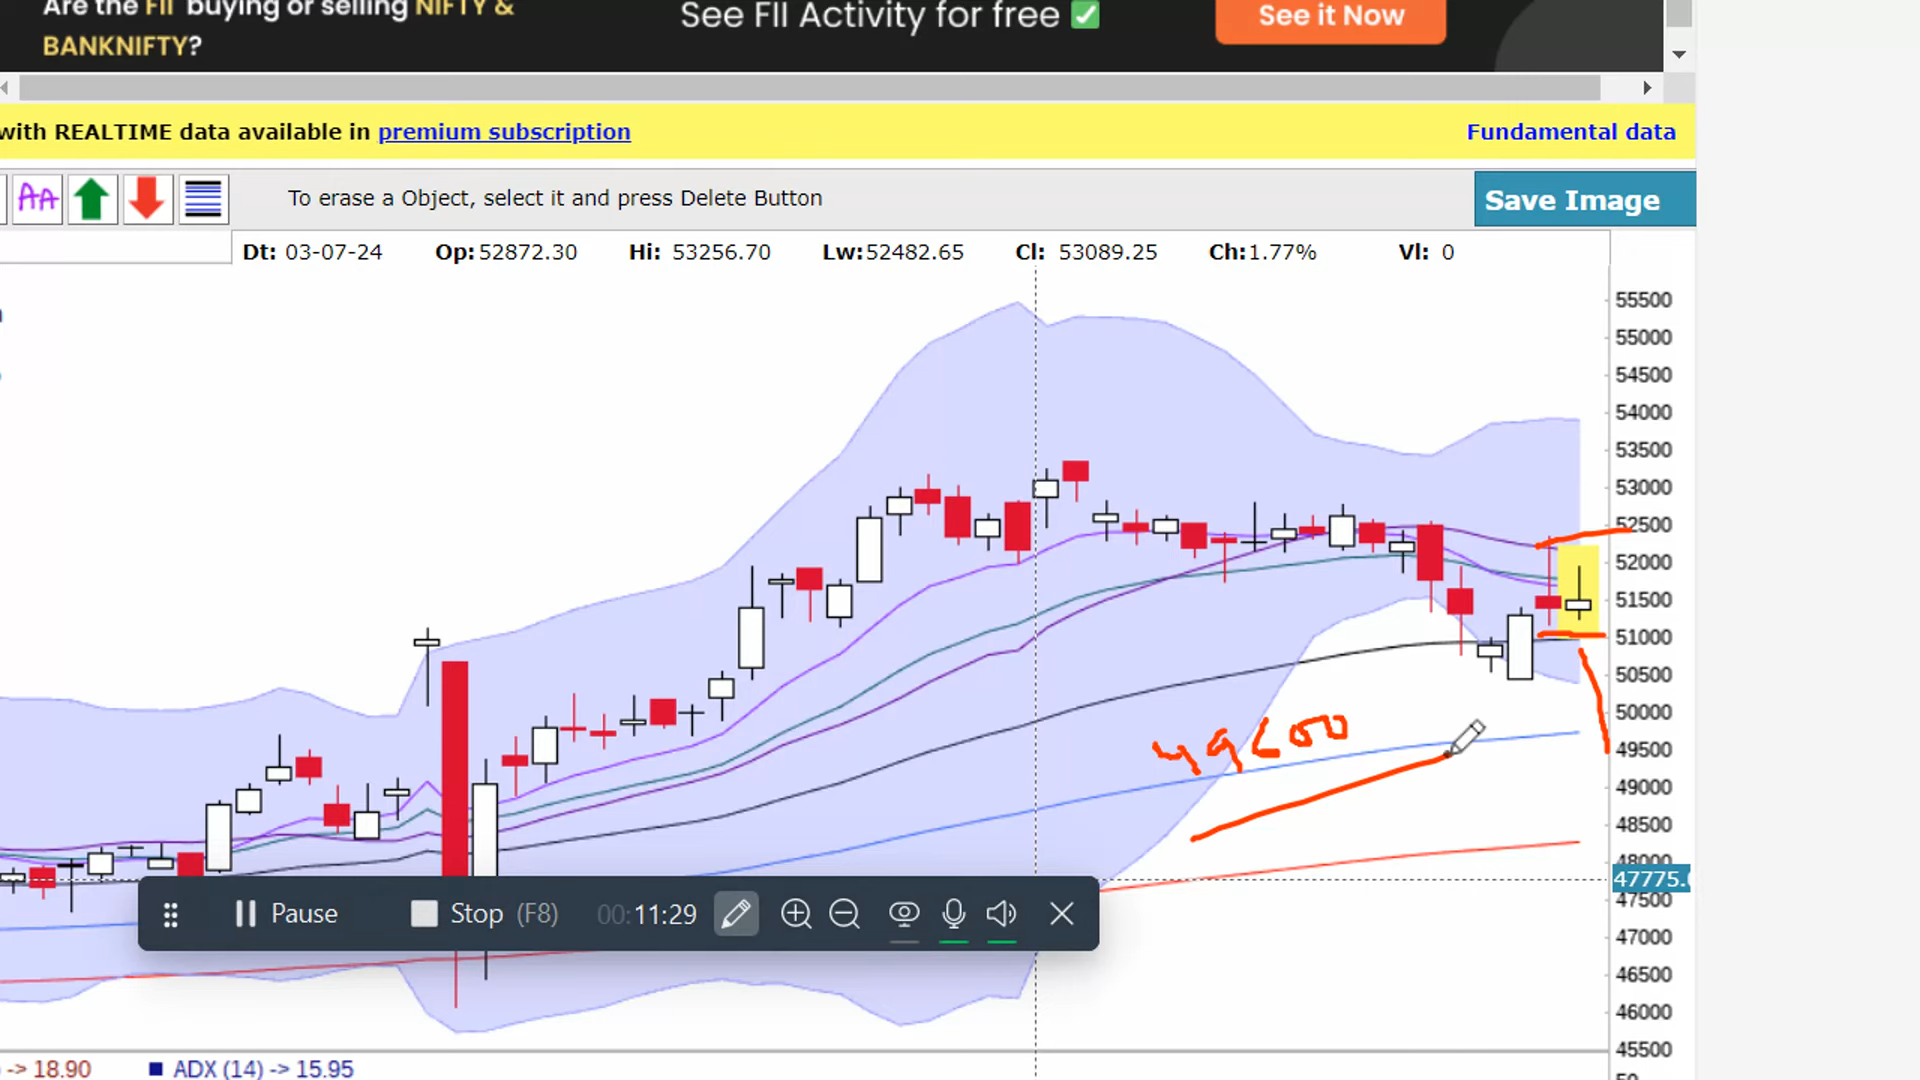 Are the FII buying or selling NIFTY &
BANKNIFTY?
See FII Activity for free
See it Now
with REALTIME data available in premium subscription
Fundamental data
AA
To erase a Object, select it and press Delete Button
Save Image
Dt: 03-07-24 Op:52872.30 Hi: 53256.70 Lw:52482.65 Cl: 53089.25 Ch:1.77% Vl: 0
55500
55000
54500
54000
53500
53000
52500
52000
51500
51000
50500
50000
49500
49000
48500
48000
47775.
47500
47000
46500
46000
45500
49600
Pause
Stop (F8)
00:11:29
-> 18.90
ADX (14) -> 15.95